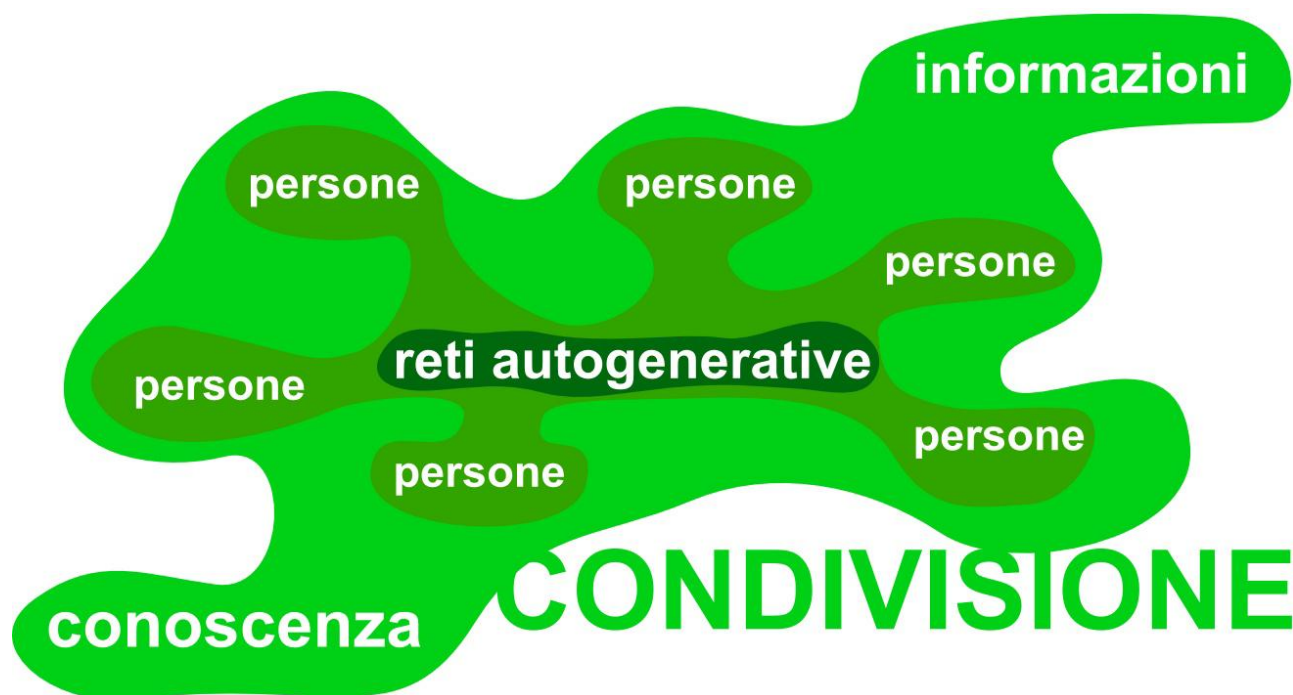 informazioni
persone
persone
persone
reti autogenerative
persone
persone
persone
CONDIVISIONE
conoscenza